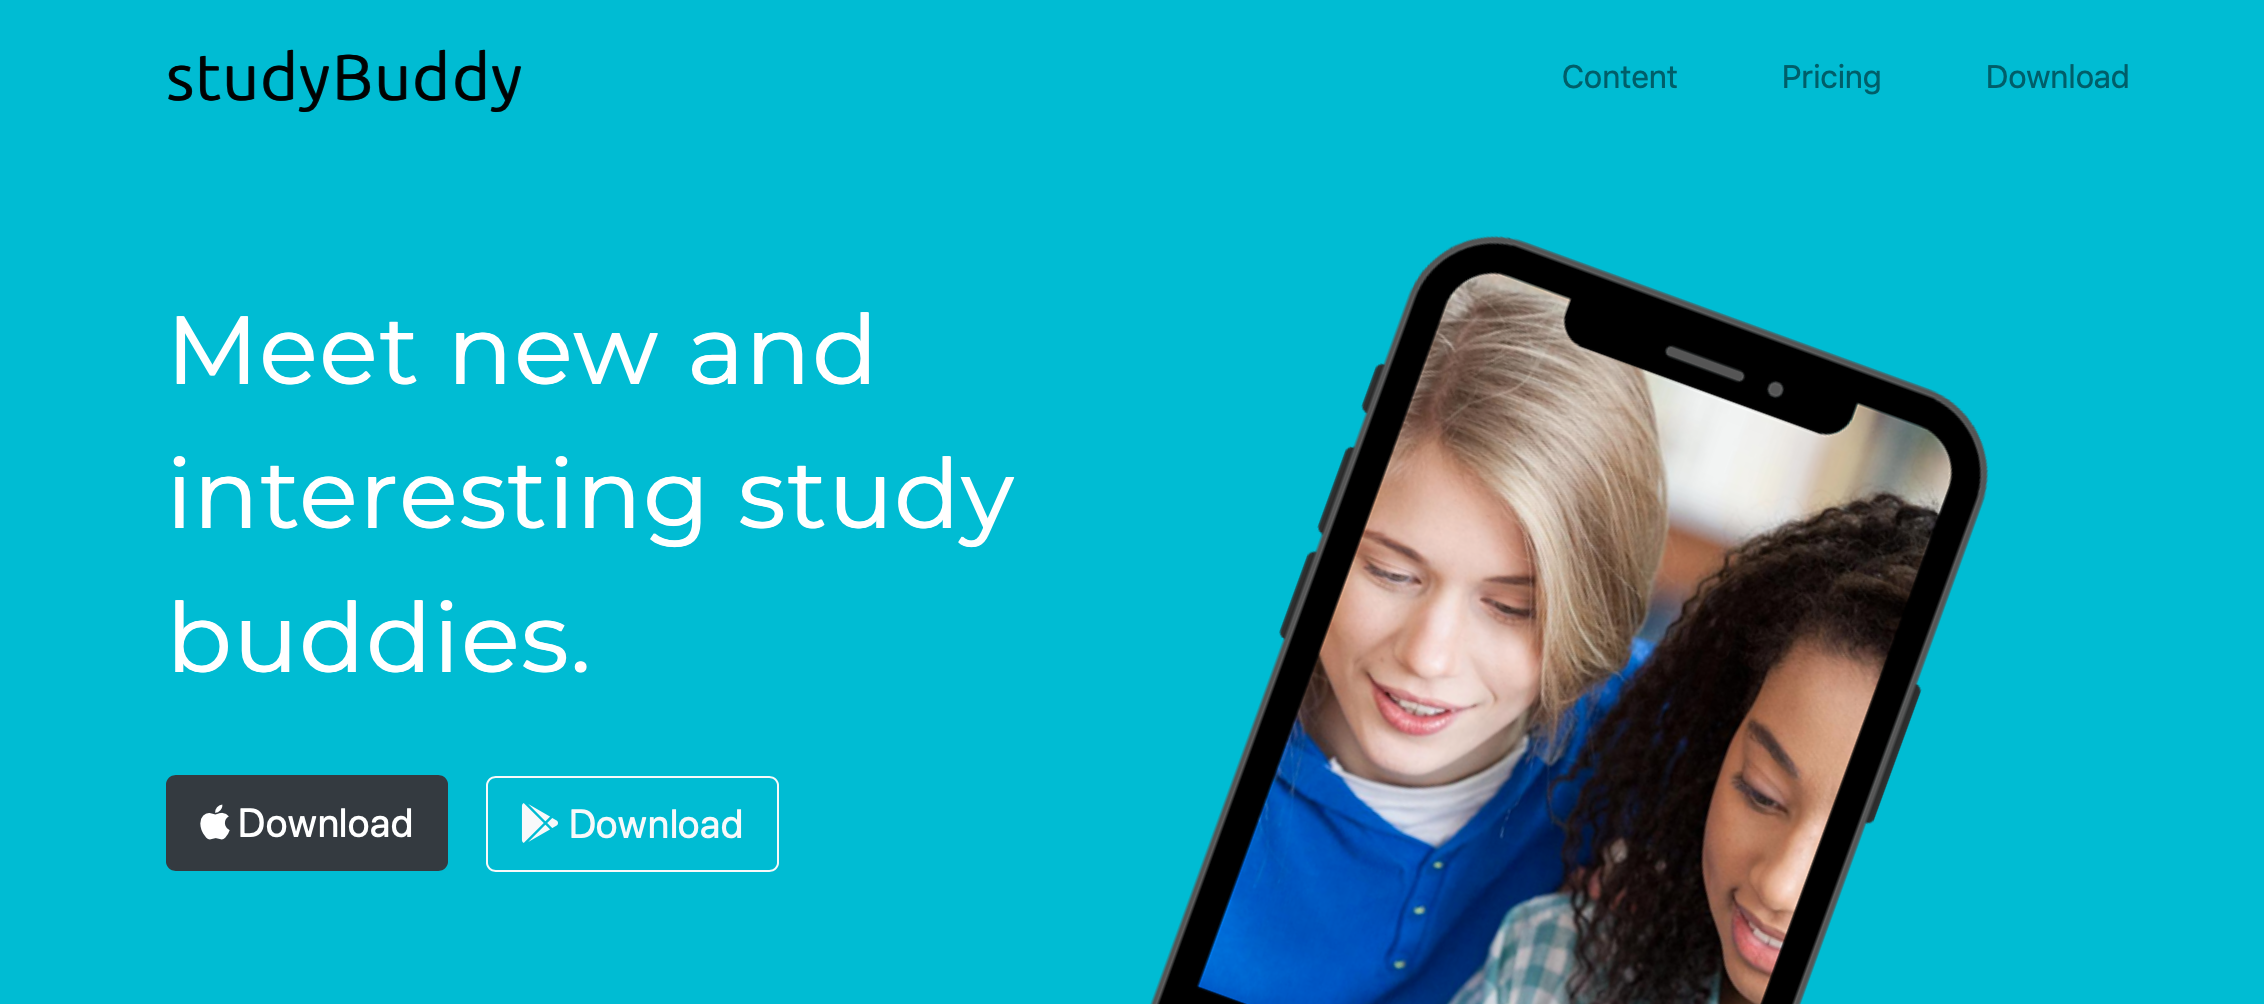 studyBuddy
Content Pricing Download
Meet new and
interesting study
buddies.
Download Download